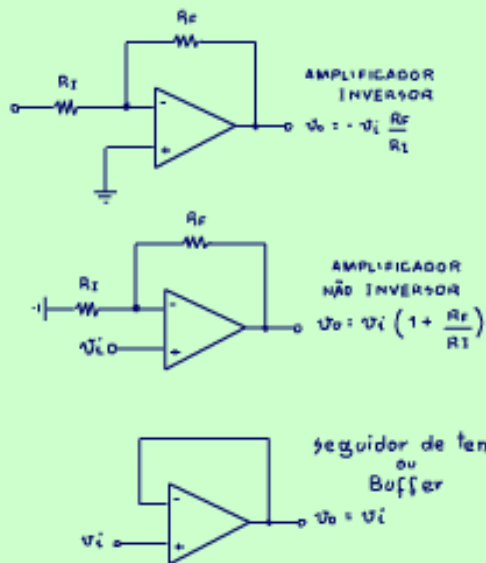 RF
RI
-
+
AMPLIFICADOR
INVERSOR
vo = - vi RF
RI
RF
RI
-
+
vi
AMPLIFICADOR
NÃO INVERSOR
vo = vi (1 + RF
RI)
seguidor de ten
ou
Buffer
-
+
vi
vo = vi